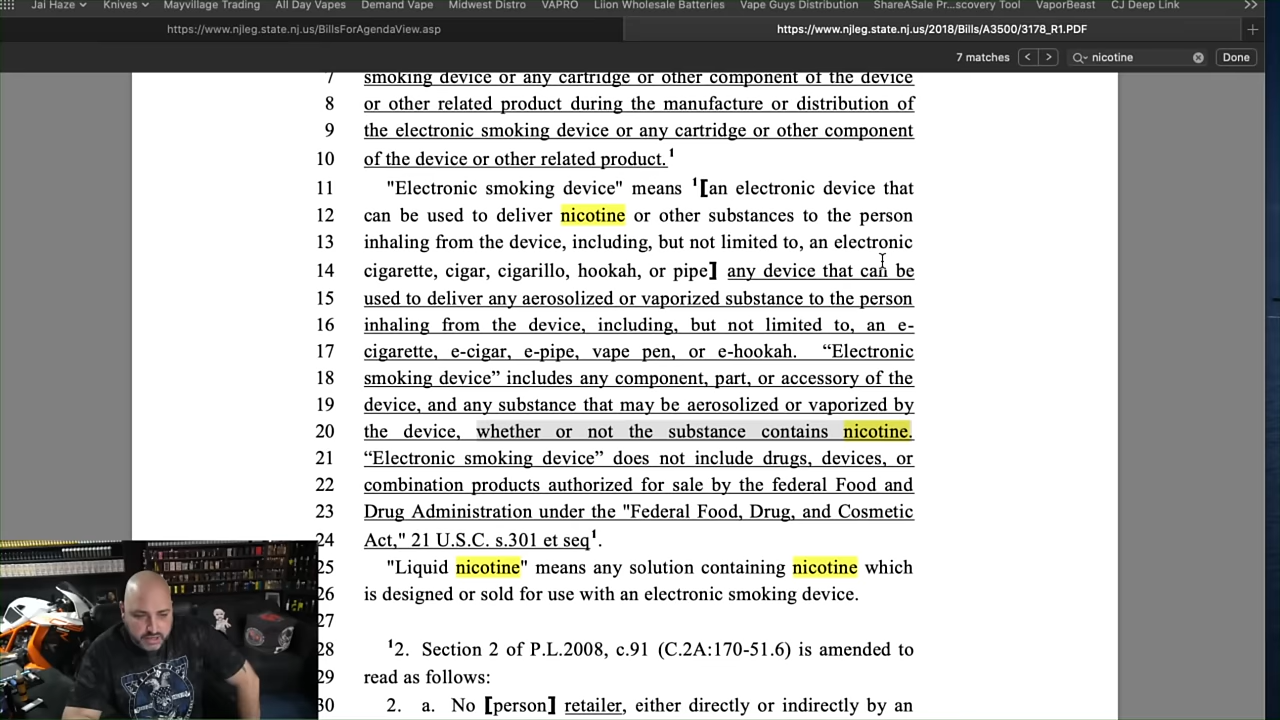 Jai Haze
Knives
Mayvillage Trading
All Day Vapes
Demand Vape
Midwest Distro
VAPRO
Liion Wholesale Batteries
Vape Guys Distribution
ShareASale Pr...scovery Tool
VaporBeast
CJ Deep Link
https://www.njleg.state.nj.us/BillsForAgendaView.asp
https://www.njleg.state.nj.us/2018/Bills/A3500/3178_R1.PDF
7 matches
nicotine
Done
7 smoking device or any cartridge or other component of the device
8 or other related product during the manufacture or distribution of
9 the electronic smoking device or any cartridge or other component
10 of the device or other related product.1
11 "Electronic smoking device" means 1[an electronic device that
12 can be used to deliver nicotine or other substances to the person
13 inhaling from the device, including, but not limited to, an electronic
14 cigarette, cigar, cigarillo, hookah, or pipe] any device that can be
15 used to deliver any aerosolized or vaporized substance to the person
16 inhaling from the device, including, but not limited to, an e-
17 cigarette, e-cigar, e-pipe, vape pen, or e-hookah. “Electronic
18 smoking device” includes any component, part, or accessory of the
19 device, and any substance that may be aerosolized or vaporized by
20 the device, whether or not the substance contains nicotine.
21 “Electronic smoking device” does not include drugs, devices, or
22 combination products authorized for sale by the federal Food and
23 Drug Administration under the "Federal Food, Drug, and Cosmetic
24 Act," 21 U.S.C. s.301 et seq1.
25 "Liquid nicotine" means any solution containing nicotine which
26 is designed or sold for use with an electronic smoking device.
27
28 12. Section 2 of P.L.2008, c.91 (C.2A:170-51.6) is amended to
29 read as follows:
30 2. a. No [person] retailer, either directly or indirectly by an